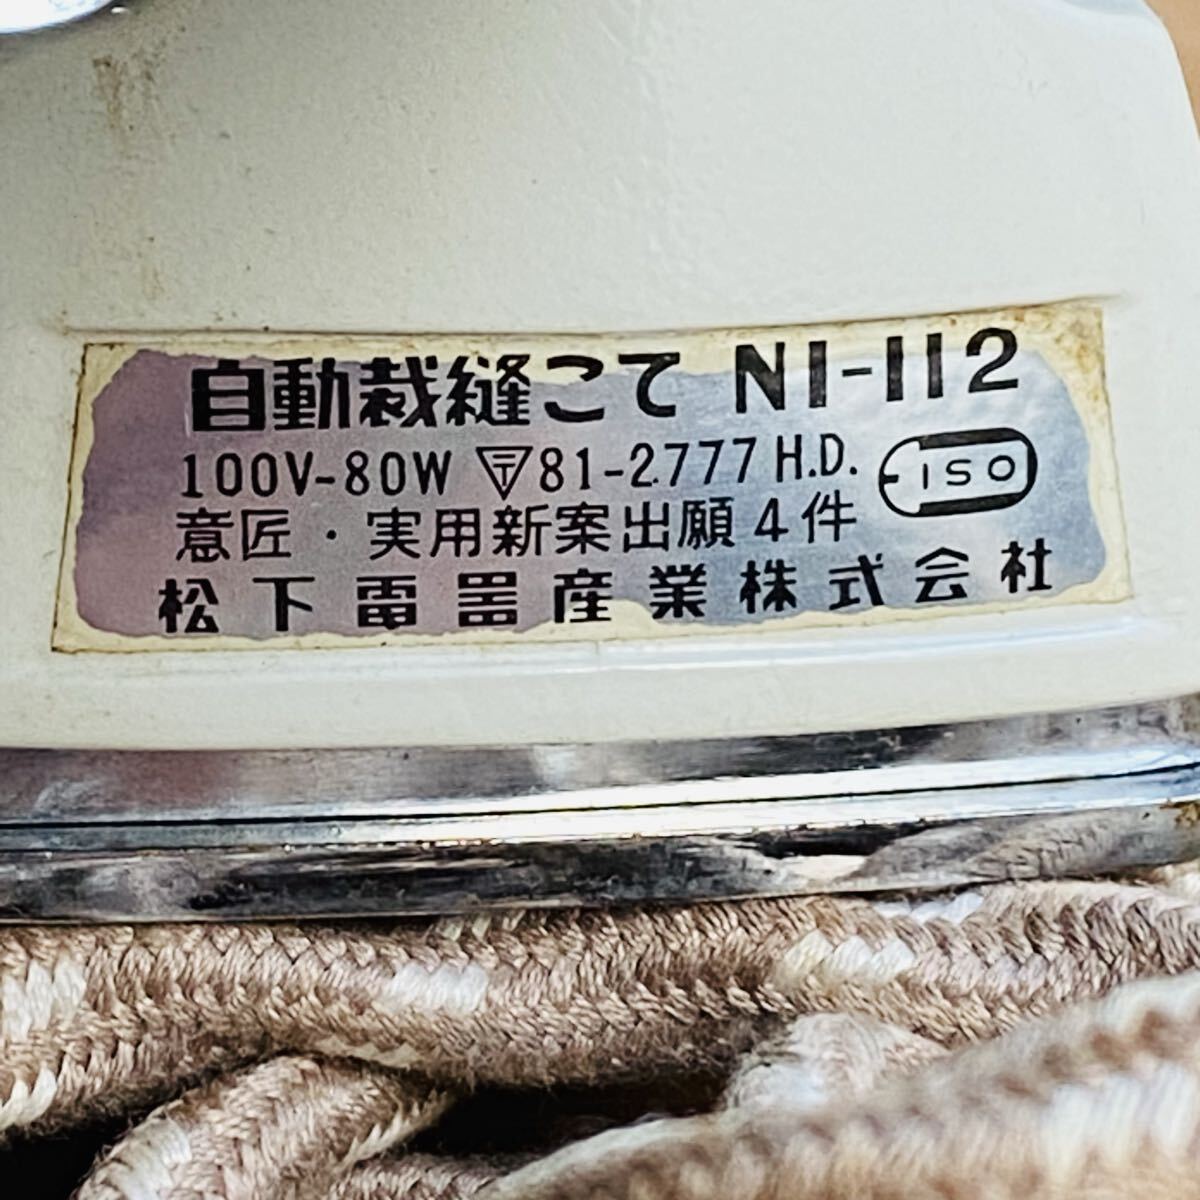 自動裁縫こて NI-112
100V-80W 〒81-2777 H.D. ISO
意匠・実用新案出願4件
松下電器産業株式会社